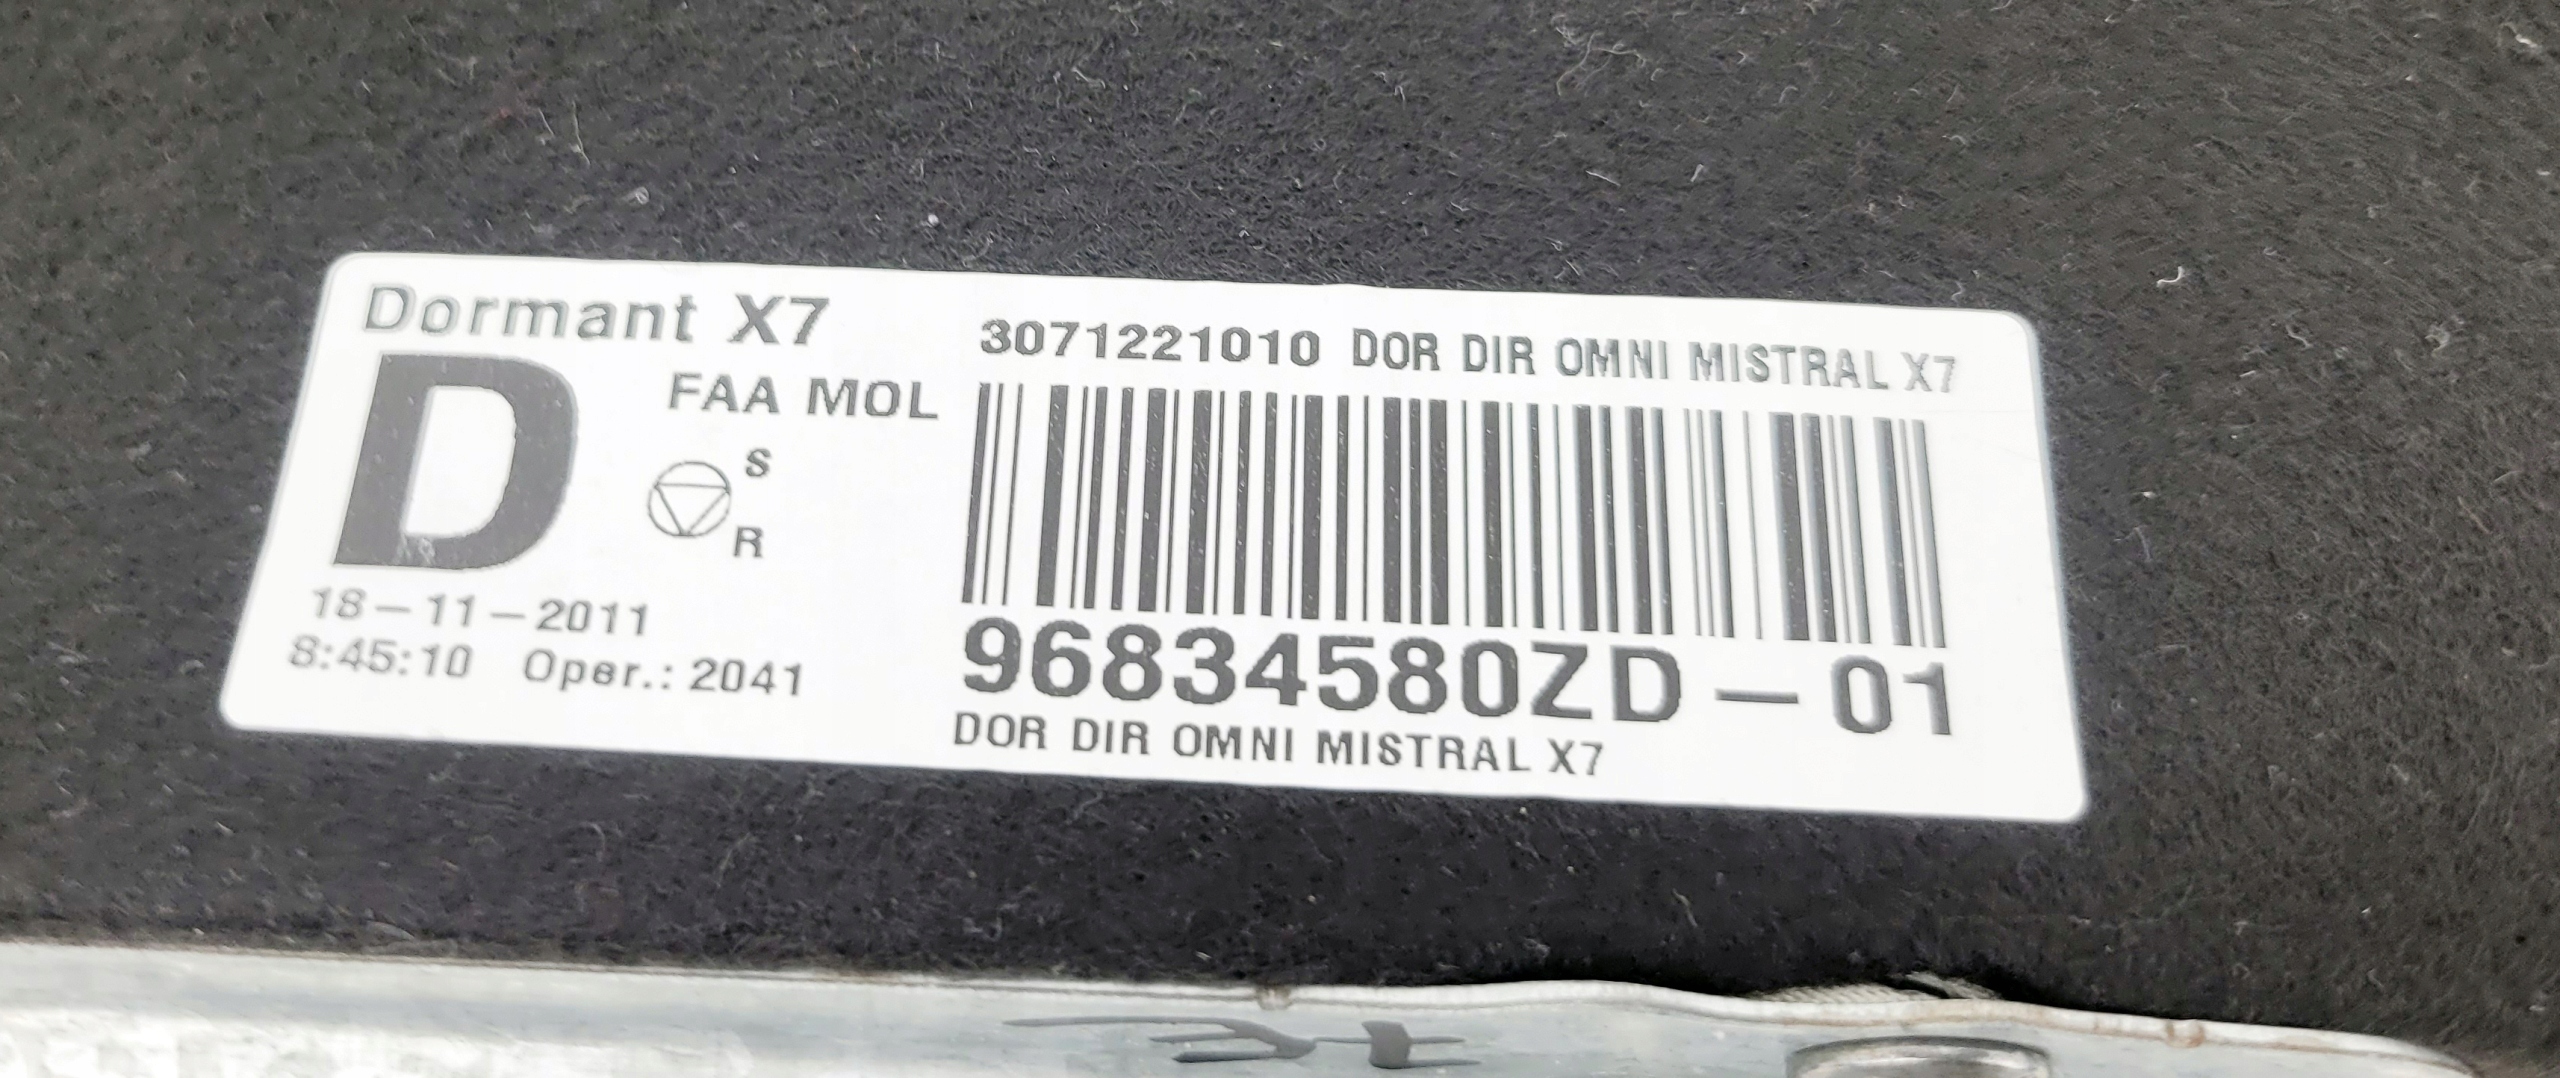 Dormant X7
D
FAA MOL
S
R
18-11-2011
8:45:10 Oper.: 2041
3071221010 DOR DIR OMNI MISTRAL X7
96834580ZD-01
DOR DIR OMNI MISTRAL X7